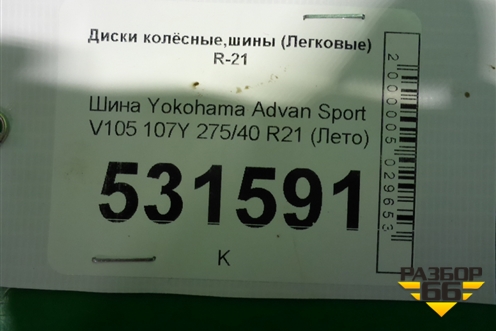 Диски колёсные,шины (Легковые)
R-21
Шина Yokohama Advan Sport
V105 107Y 275/40 R21 (Лето)
531591
К
2000005029653
РАЗБОР
66